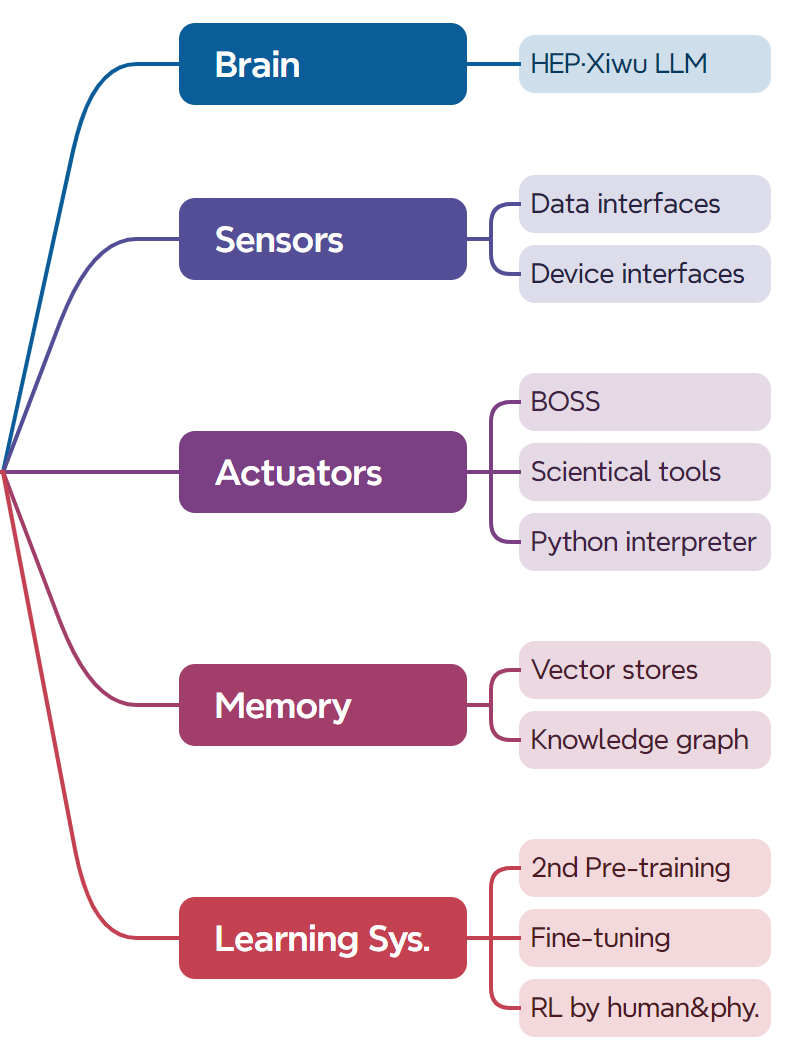 Brain
HEP·Xiwu LLM
Sensors
Data interfaces
Device interfaces
Actuators
BOSS
Scientical tools
Python interpreter
Memory
Vector stores
Knowledge graph
Learning Sys.
2nd Pre-training
Fine-tuning
RL by human&phy.